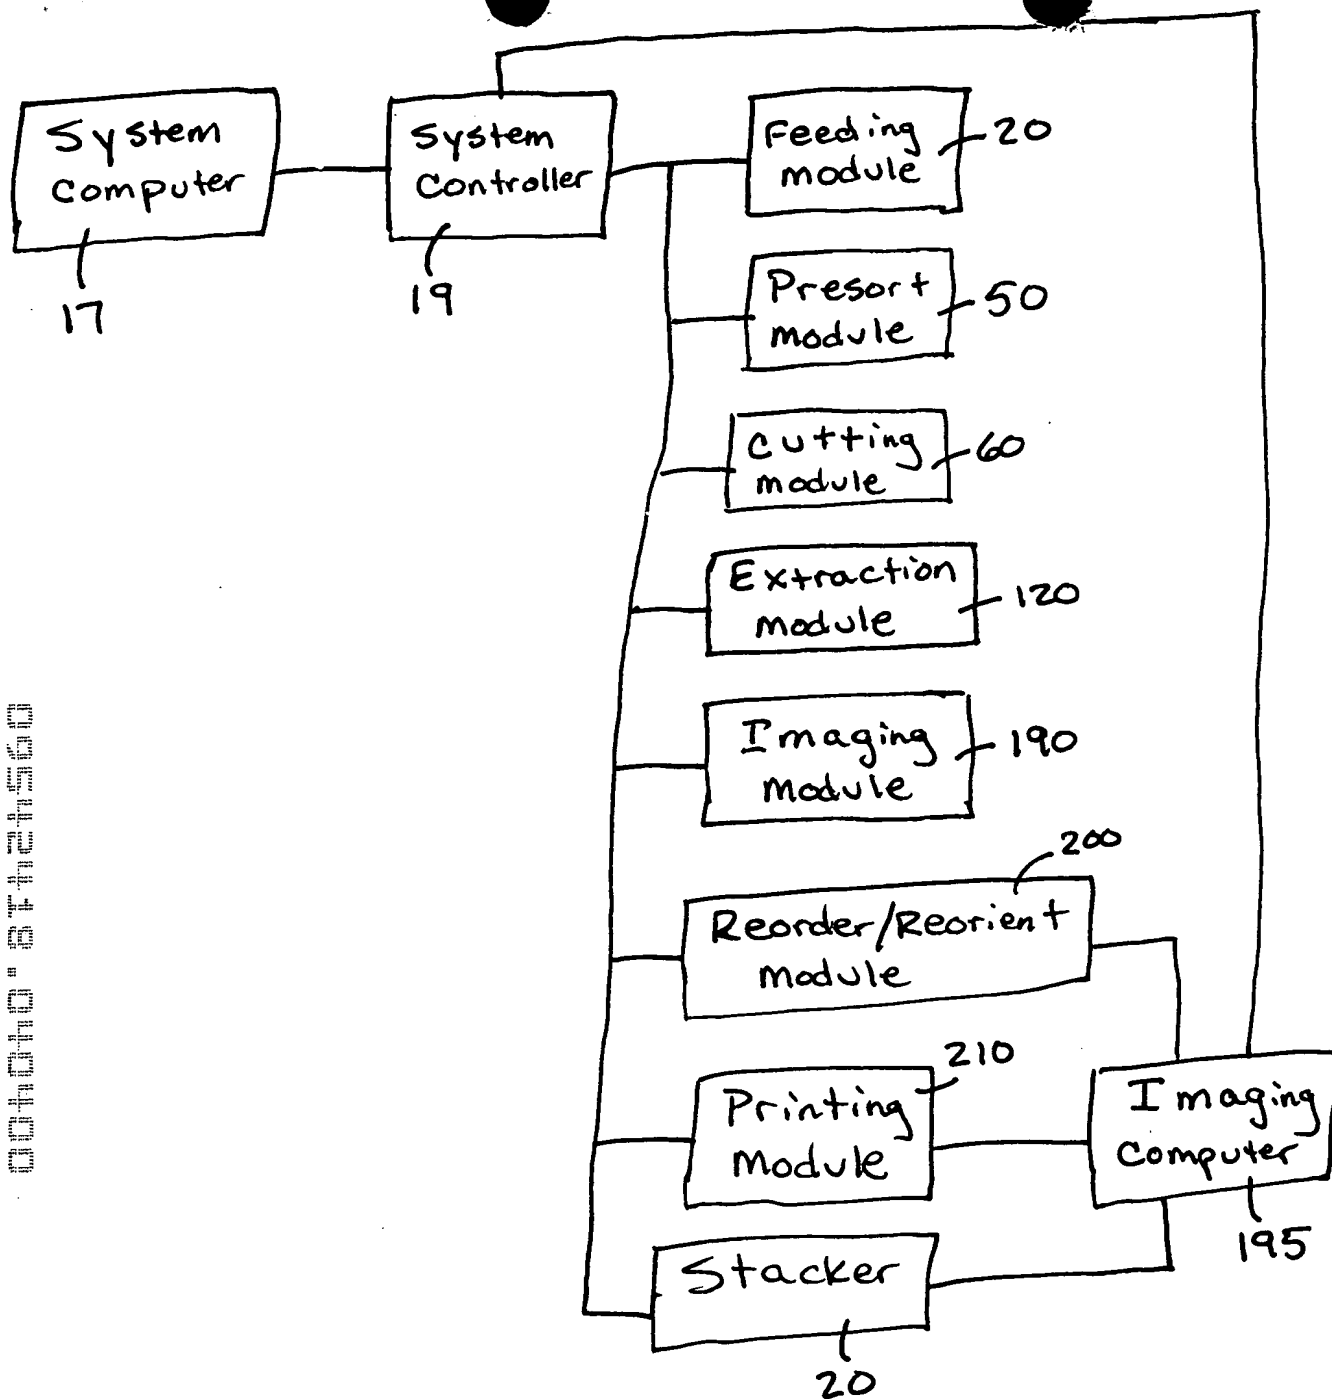 System
Computer
17
System
Controller
19
Feeding
module
20
Presort
module
50
Cutting
module
60
Extraction
module
120
Imaging
module
190
200
Reorder/Reorient
module
210
Printing
Module
Imaging
Computer
195
Stacker
20